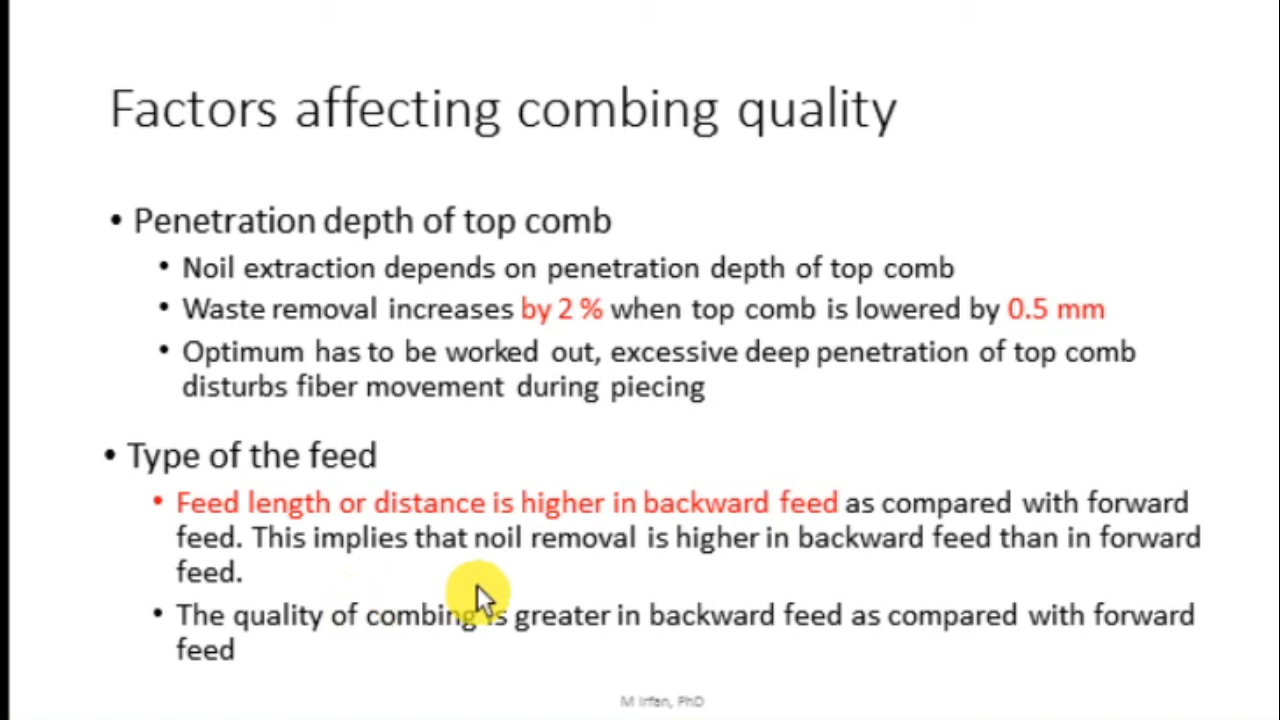 Factors affecting combing quality
• Penetration depth of top comb
• Noil extraction depends on penetration depth of top comb
• Waste removal increases by 2 % when top comb is lowered by 0.5 mm
• Optimum has to be worked out, excessive deep penetration of top comb
disturbs fiber movement during piecing
• Type of the feed
• Feed length or distance is higher in backward feed as compared with forward
feed. This implies that noil removal is higher in backward feed than in forward
feed.
• The quality of combing is greater in backward feed as compared with forward
feed
M Irfan, PhD